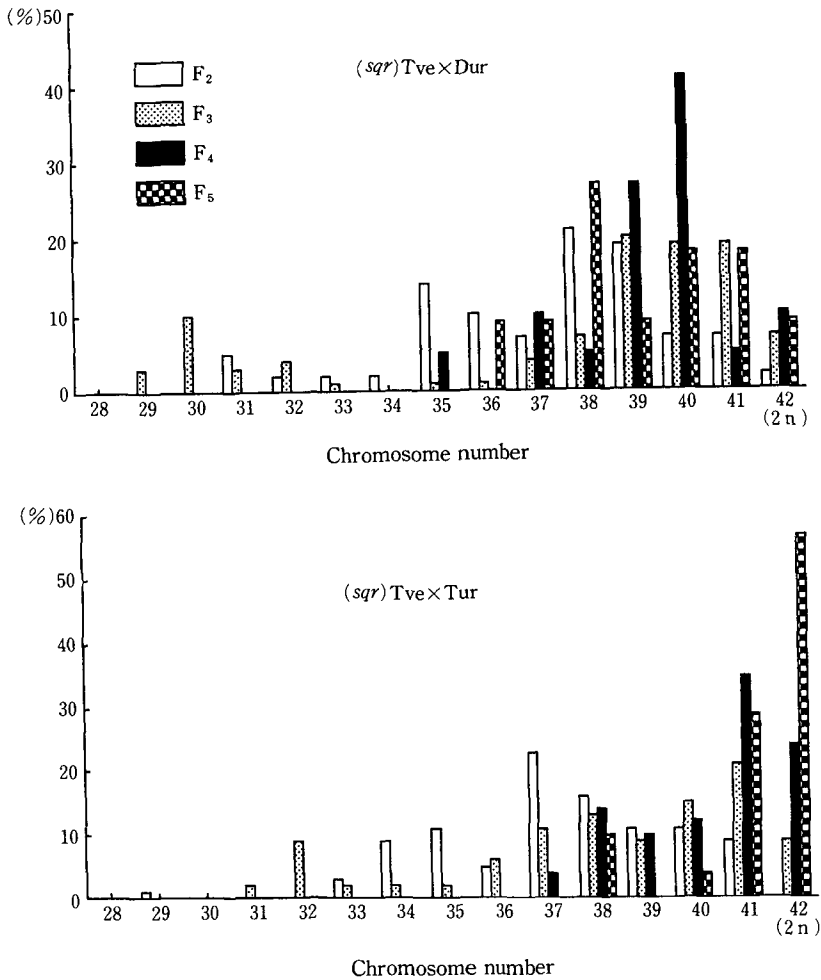 (%)50
(sqr)Tve×Dur
F₂
40
F₃
F₄
30
F₅
20
10
0
28 29 30 31 32 33 34 35 36 37 38 39 40 41 42
(2n)
Chromosome number
(%)60
50
(sqr)Tve×Tur
40
30
20
10
0
28 29 30 31 32 33 34 35 36 37 38 39 40 41 42
(2n)
Chromosome number